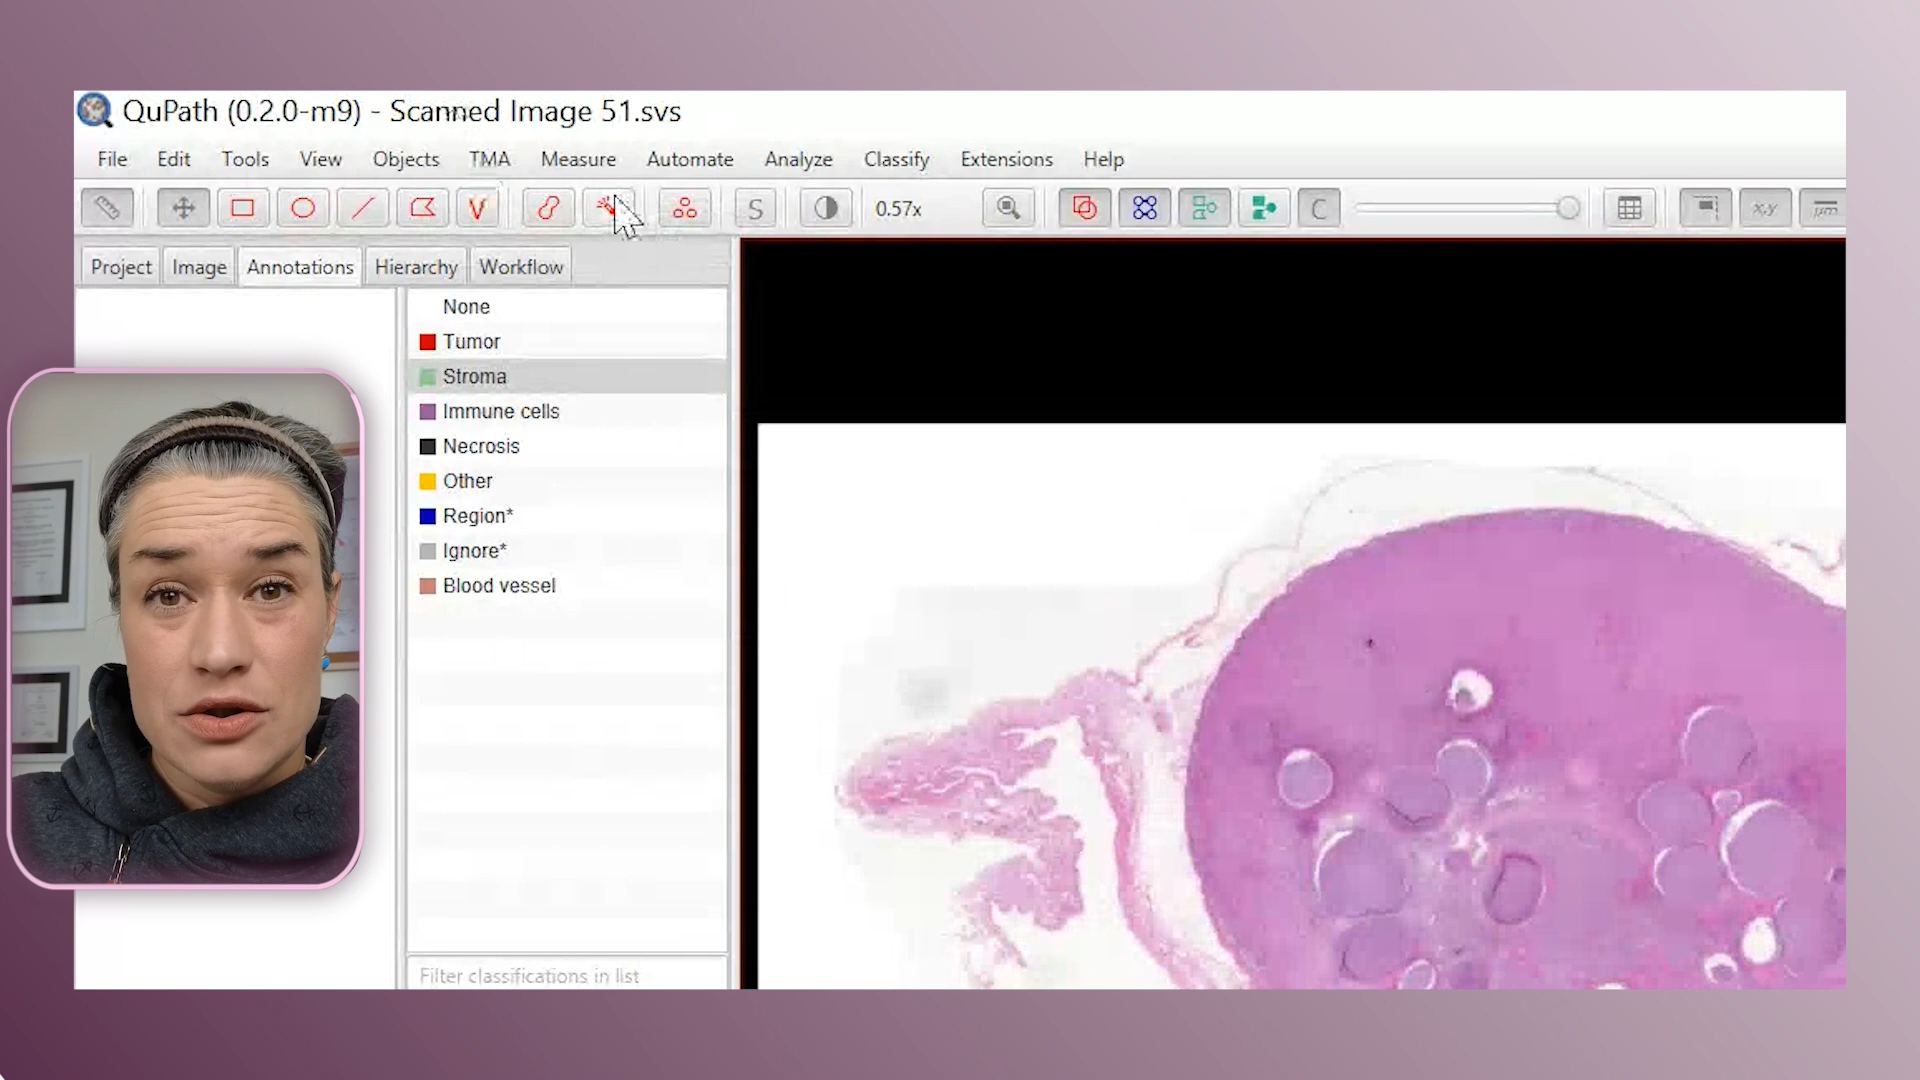 QuPath (0.2.0-m9) - Scanned Image 51.svs
File Edit Tools View Objects TMA Measure Automate Analyze Classify Extensions Help
V S 0.57x C x,y µm
Project Image Annotations Hierarchy Workflow
None
Tumor
Stroma
Immune cells
Necrosis
Other
Region*
Ignore*
Blood vessel
Filter classifications in list